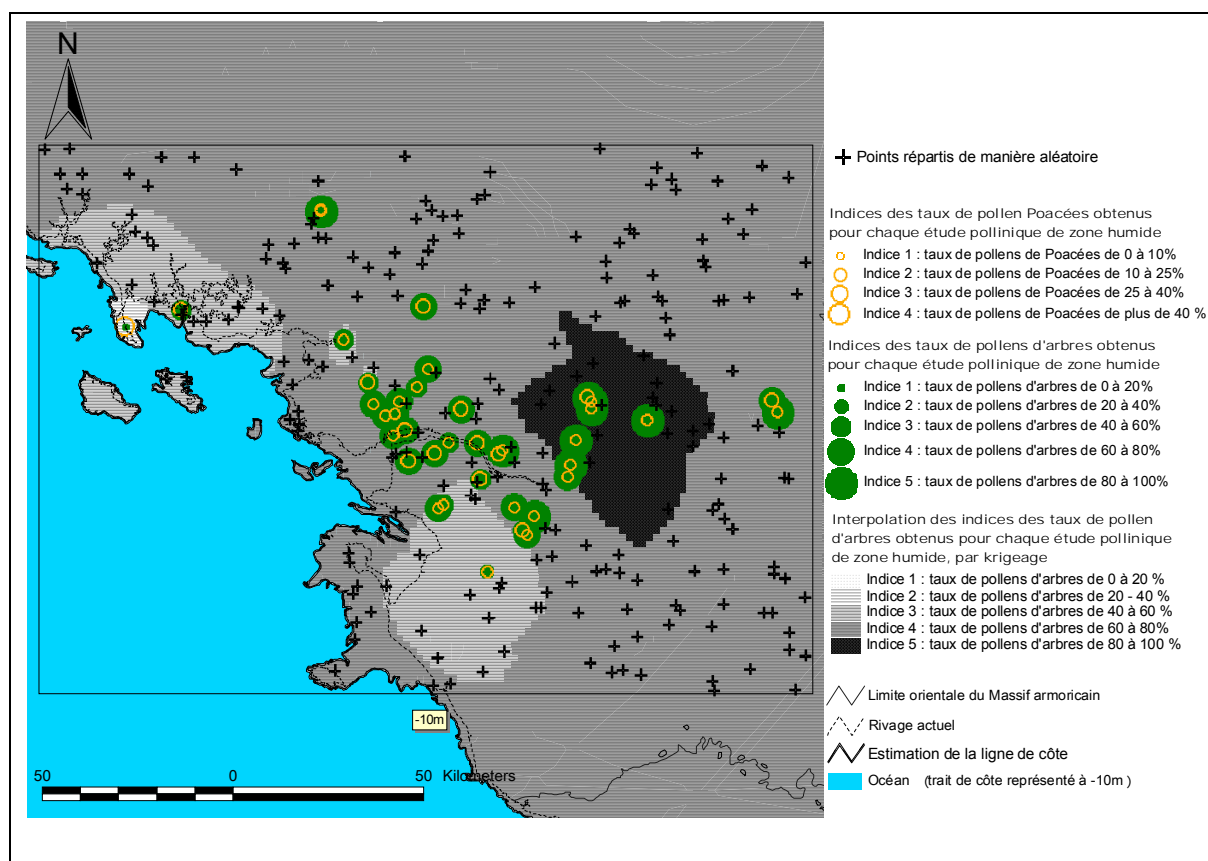 N
Points répartis de manière aléatoire
Indices des taux de pollen Poacées obtenus
pour chaque étude pollinique de zone humide
Indice 1 : taux de pollens de Poacées de 0 à 10%
Indice 2 : taux de pollens de Poacées de 10 à 25%
Indice 3 : taux de pollens de Poacées de 25 à 40%
Indice 4 : taux de pollens de Poacées de plus de 40 %
Indices des taux de pollens d'arbres obtenus
pour chaque étude pollinique de zone humide
Indice 1 : taux de pollens d'arbres de 0 à 20%
Indice 2 : taux de pollens d'arbres de 20 à 40%
Indice 3 : taux de pollens d'arbres de 40 à 60%
Indice 4 : taux de pollens d'arbres de 60 à 80%
Indice 5 : taux de pollens d'arbres de 80 à 100%
Interpolation des indices des taux de pollen
d'arbres obtenus pour chaque étude pollinique
de zone humide, par krigeage
Indice 1 : taux de pollens d'arbres de 0 à 20 %
Indice 2 : taux de pollens d'arbres de 20 - 40 %
Indice 3 : taux de pollens d'arbres de 40 à 60 %
Indice 4 : taux de pollens d'arbres de 60 à 80%
Indice 5 : taux de pollens d'arbres de 80 à 100 %
Limite orientale du Massif armoricain
Rivage actuel
Estimation de la ligne de côte
Océan (trait de côte représenté à -10m )
-10m
50 0 50 Kilometers